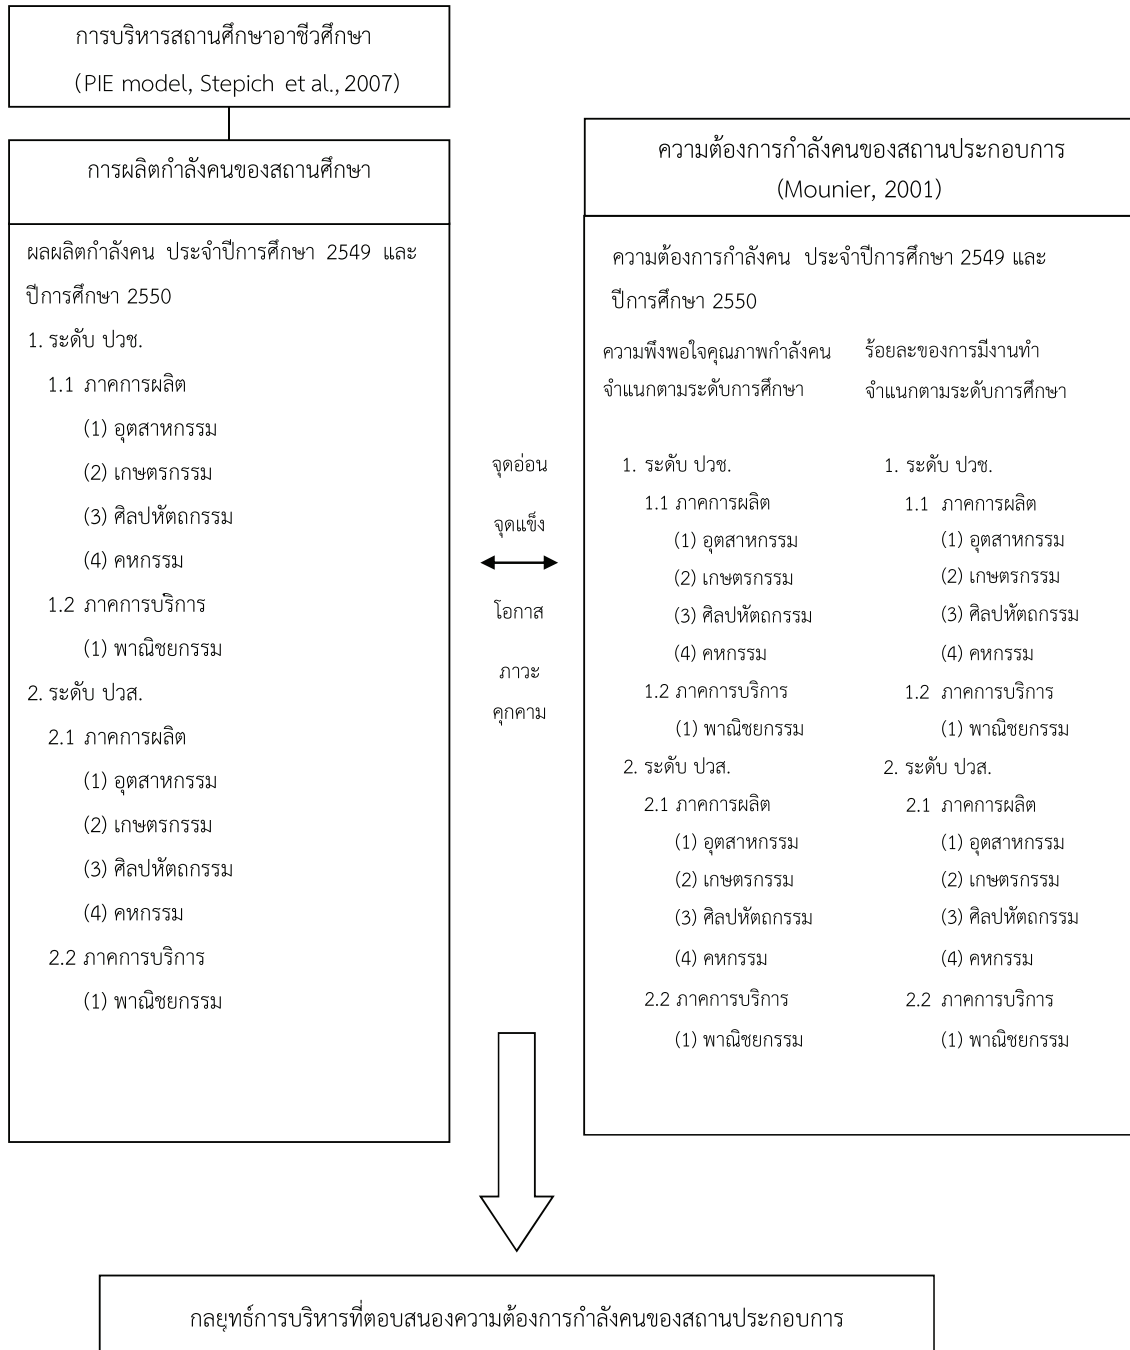 การบริหารสถานศึกษาอาชีวศึกษา
(PIE model, Stepich et al., 2007)
การผลิตกำลังคนของสถานศึกษา
ผลผลิตกำลังคน ประจำปีการศึกษา 2549 และ
ปีการศึกษา 2550
1. ระดับ ปวช.
1.1 ภาคการผลิต
(1) อุตสาหกรรม
(2) เกษตรกรรม
(3) ศิลปหัตถกรรม
(4) คหกรรม
1.2 ภาคการบริการ
(1) พาณิชยกรรม
2. ระดับ ปวส.
2.1 ภาคการผลิต
(1) อุตสาหกรรม
(2) เกษตรกรรม
(3) ศิลปหัตถกรรม
(4) คหกรรม
2.2 ภาคการบริการ
(1) พาณิชยกรรม
จุดอ่อน
จุดแข็ง
โอกาส
ภาวะ
คุกคาม
ความต้องการกำลังคนของสถานประกอบการ
(Mounier, 2001)
ความต้องการกำลังคน ประจำปีการศึกษา 2549 และ
ปีการศึกษา 2550
ความพึงพอใจคุณภาพกำลังคน
จำแนกตามระดับการศึกษา
1. ระดับ ปวช.
1.1 ภาคการผลิต
(1) อุตสาหกรรม
(2) เกษตรกรรม
(3) ศิลปหัตถกรรม
(4) คหกรรม
1.2 ภาคการบริการ
(1) พาณิชยกรรม
2. ระดับ ปวส.
2.1 ภาคการผลิต
(1) อุตสาหกรรม
(2) เกษตรกรรม
(3) ศิลปหัตถกรรม
(4) คหกรรม
2.2 ภาคการบริการ
(1) พาณิชยกรรม
ร้อยละของการมีงานทำ
จำแนกตามระดับการศึกษา
1. ระดับ ปวช.
1.1 ภาคการผลิต
(1) อุตสาหกรรม
(2) เกษตรกรรม
(3) ศิลปหัตถกรรม
(4) คหกรรม
1.2 ภาคการบริการ
(1) พาณิชยกรรม
2. ระดับ ปวส.
2.1 ภาคการผลิต
(1) อุตสาหกรรม
(2) เกษตรกรรม
(3) ศิลปหัตถกรรม
(4) คหกรรม
2.2 ภาคการบริการ
(1) พาณิชยกรรม
กลยุทธ์การบริหารที่ตอบสนองความต้องการกำลังคนของสถานประกอบการ